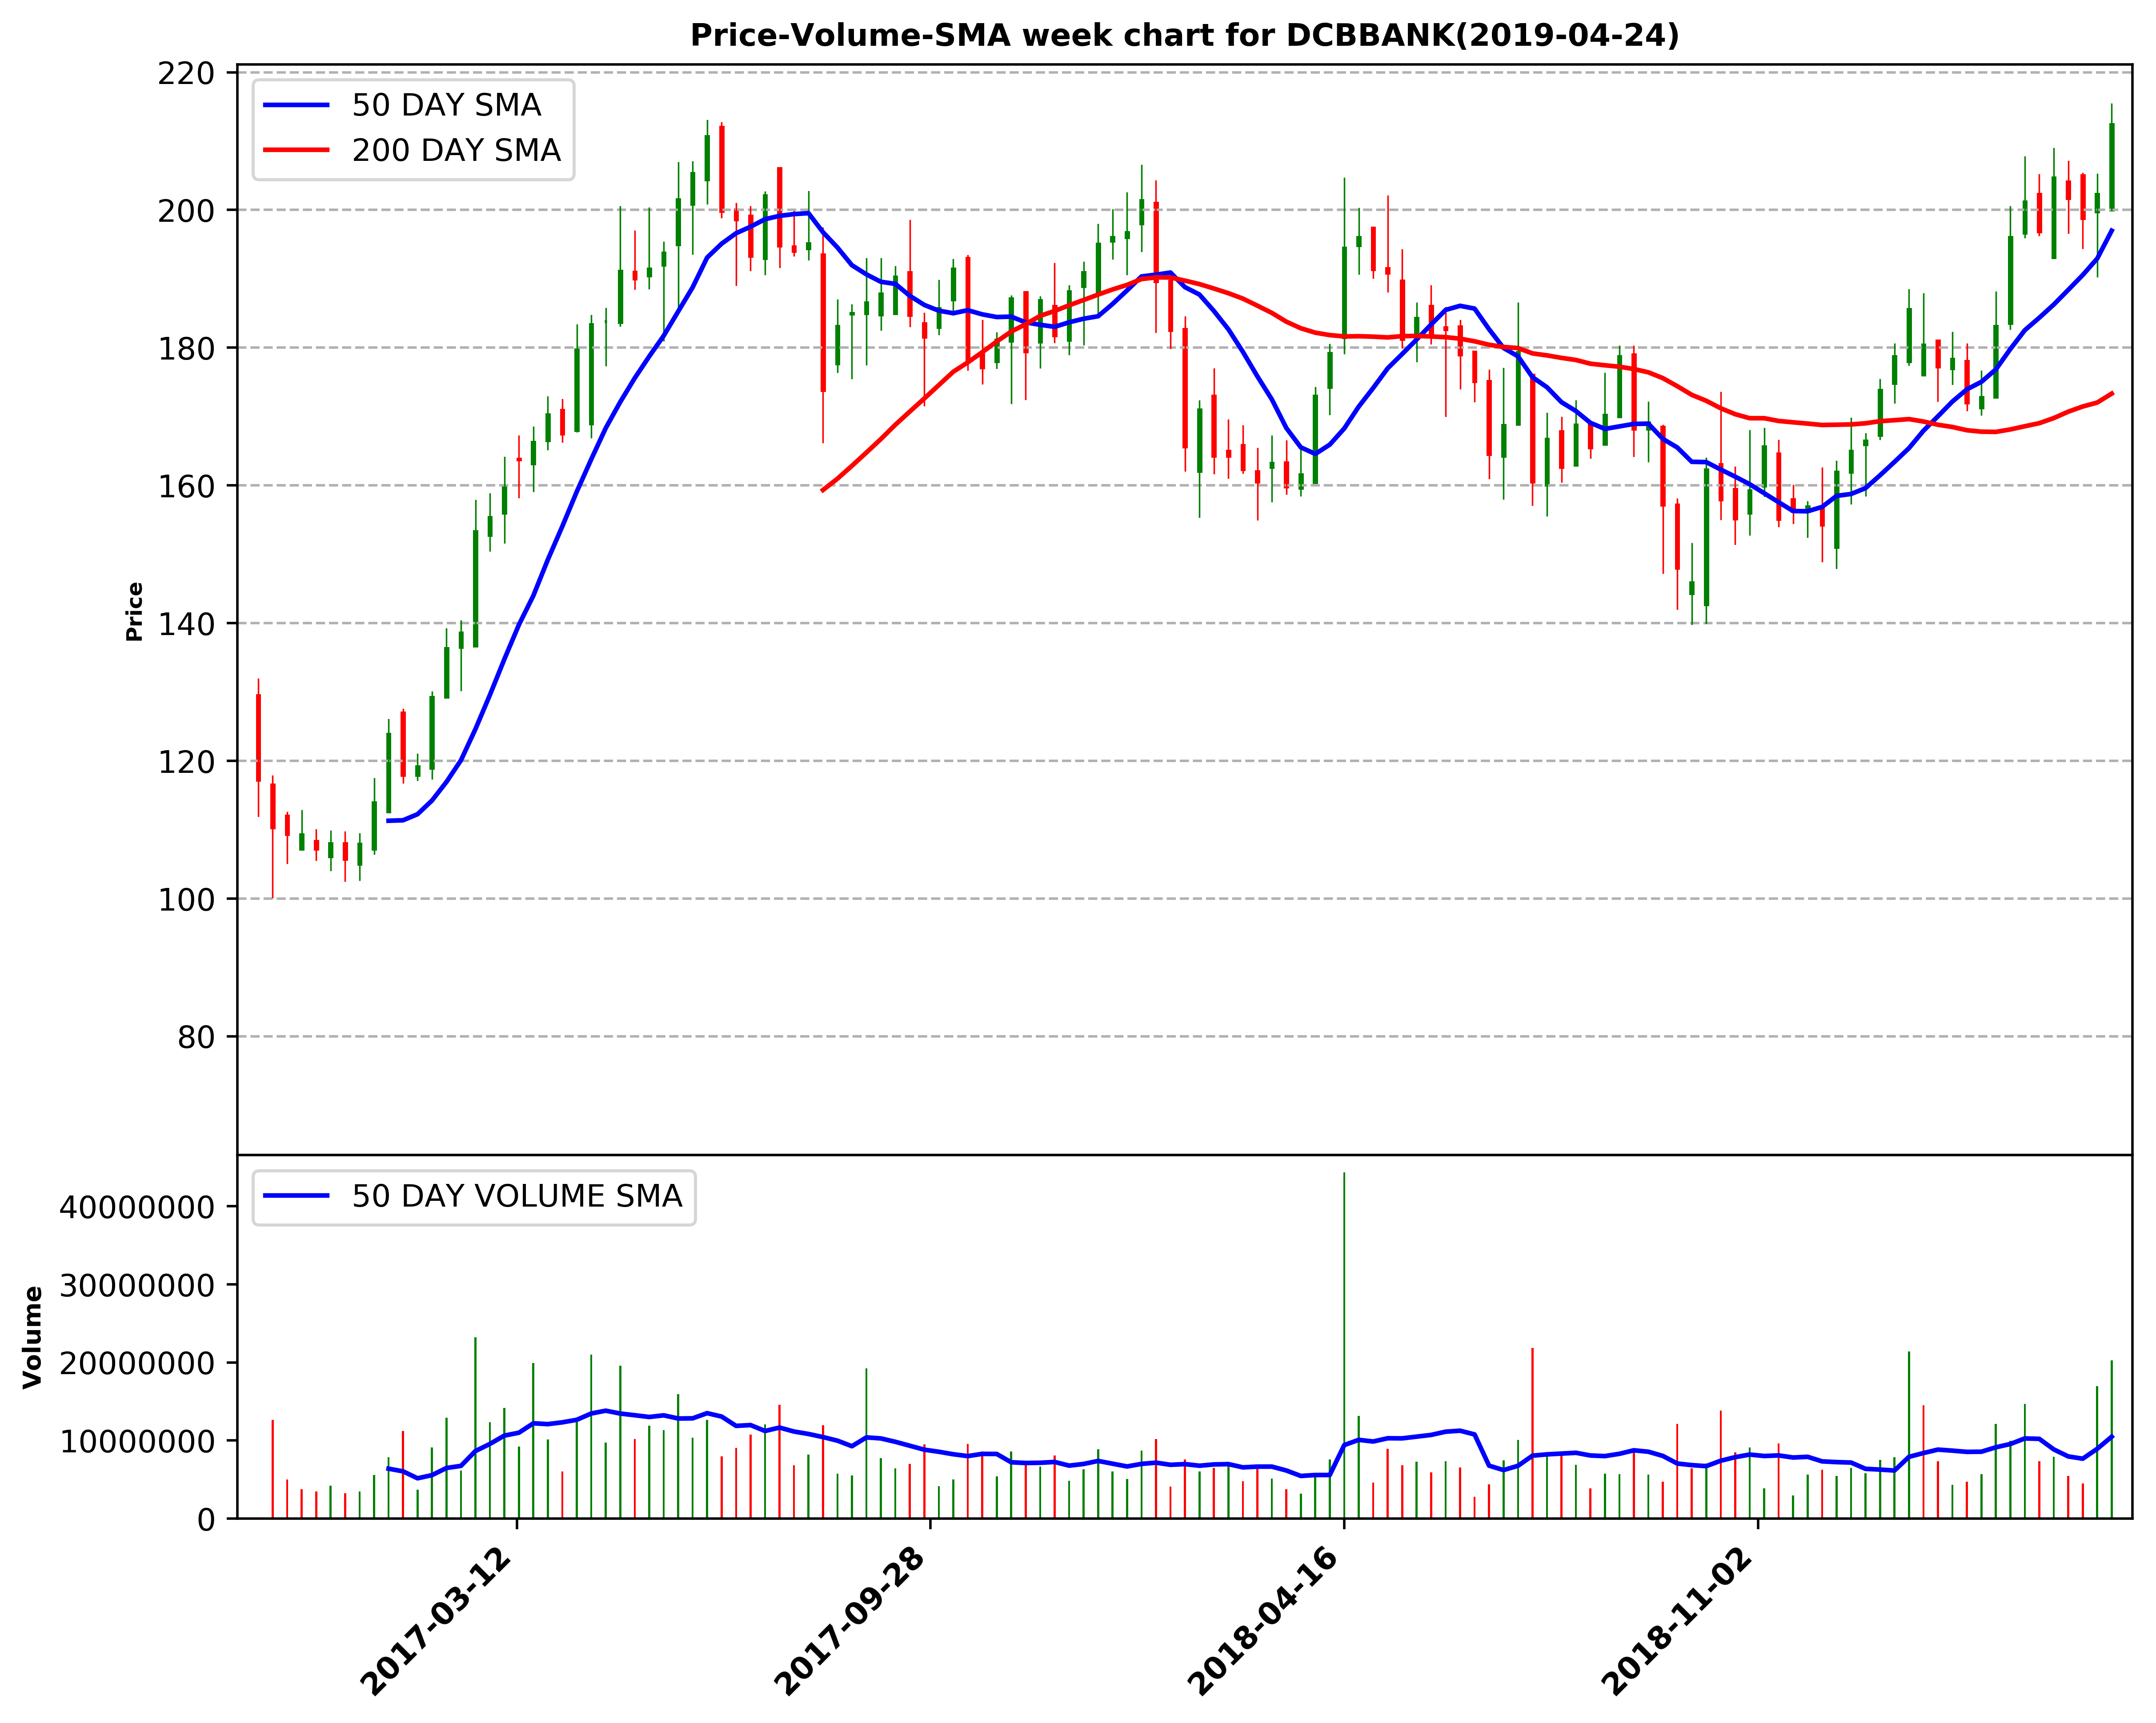 Price-Volume-SMA week chart for DCBBANK(2019-04-24)
50 DAY SMA
200 DAY SMA
Price
220
200
180
160
140
120
100
80
50 DAY VOLUME SMA
Volume
40000000
30000000
20000000
10000000
0
2017-03-12
2017-09-28
2018-04-16
2018-11-02